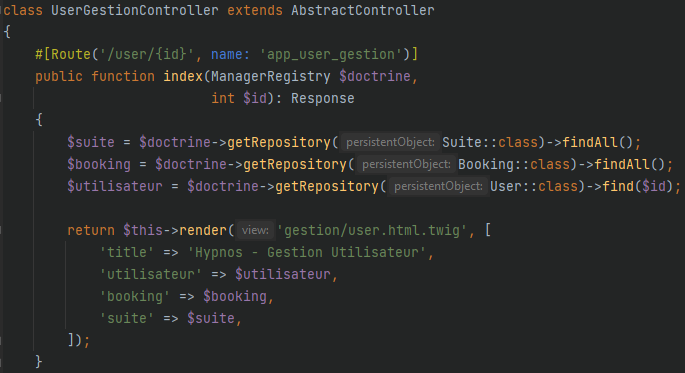 class UserGestionController extends AbstractController
{
    #[Route('/user/{id}', name: 'app_user_gestion')]
    public function index(ManagerRegistry $doctrine,
                          int $id): Response
    {
        $suite = $doctrine->getRepository( persistentObject: Suite::class)->findAll();
        $booking = $doctrine->getRepository( persistentObject: Booking::class)->findAll();
        $utilisateur = $doctrine->getRepository( persistentObject: User::class)->find($id);

        return $this->render( view: 'gestion/user.html.twig', [
            'title' => 'Hypnos - Gestion Utilisateur',
            'utilisateur' => $utilisateur,
            'booking' => $booking,
            'suite' => $suite,
        ]);
    }